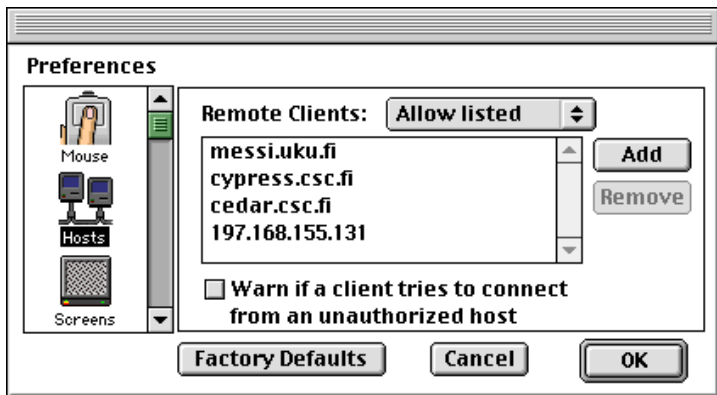 Preferences
Mouse
Hosts
Screens
Remote Clients: Allow listed
messi.uku.fi
cypress.csc.fi
cedar.csc.fi
197.168.155.131
Add
Remove
Warn if a client tries to connect
from an unauthorized host
Factory Defaults Cancel OK